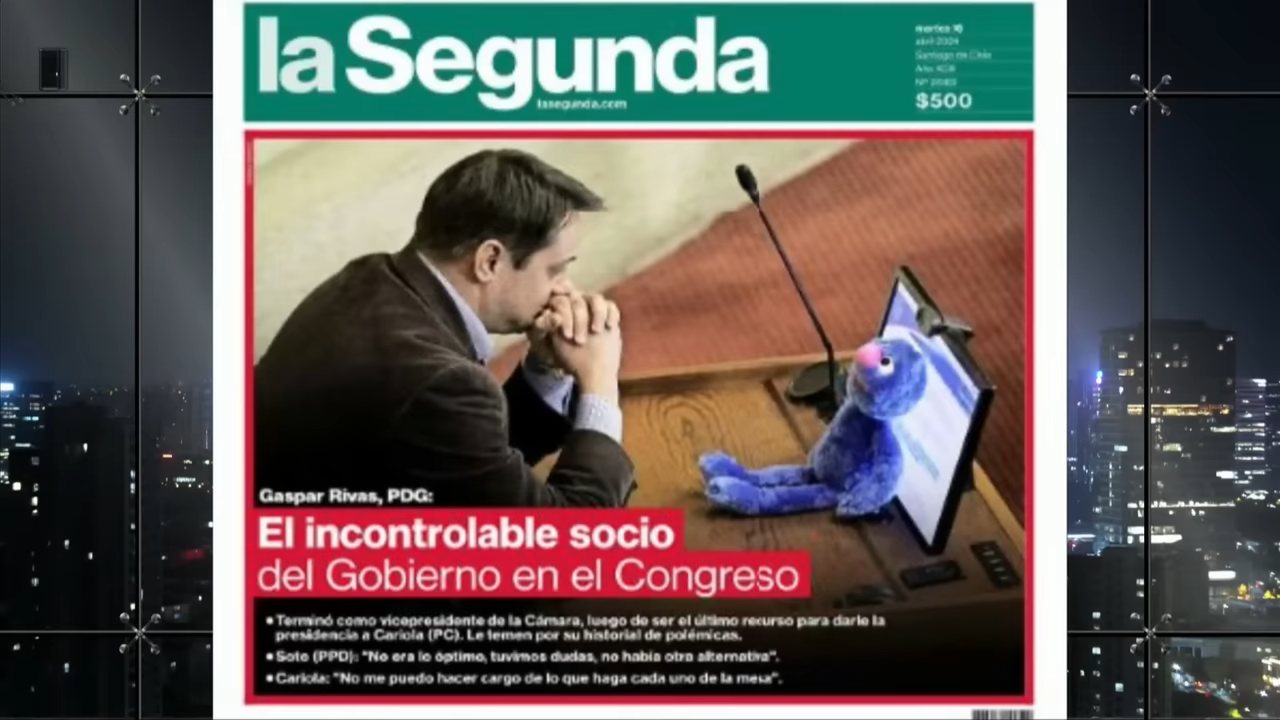 la Segunda
lasegunda.com
martes 16
abril 2024
Santiago de Chile
$500
Gaspar Rivas, PDG:
El incontrolable socio
del Gobierno en el Congreso
• Terminó como vicepresidente de la Cámara, luego de ser el último recurso para darle la
presidencia a Cariola (PC). Le temen por su historial de polémicas.
• Soto (PPD): "No era lo óptimo, tuvimos dudas, no había otra alternativa".
• Cariola: "No me puedo hacer cargo de lo que haga cada uno de la mesa".